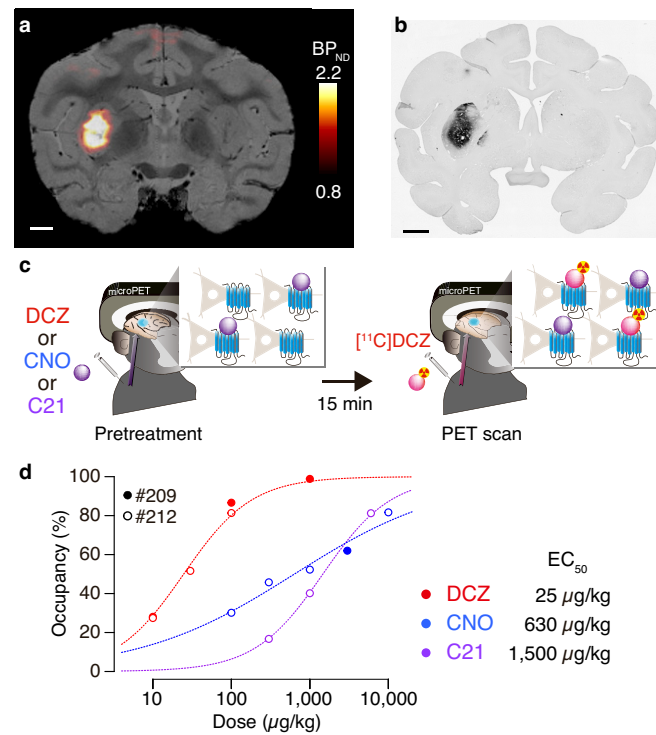 a
BP_ND
2.2
0.8
b
c
microPET
DCZ
or
CNO
or
C21
Pretreatment
15 min
[¹¹C]DCZ
microPET
PET scan
d
Occupancy (%)
100
80
60
40
20
0
#209
#212
10
100
1,000
10,000
Dose (µg/kg)
EC₅₀
DCZ 25 µg/kg
CNO 630 µg/kg
C21 1,500 µg/kg